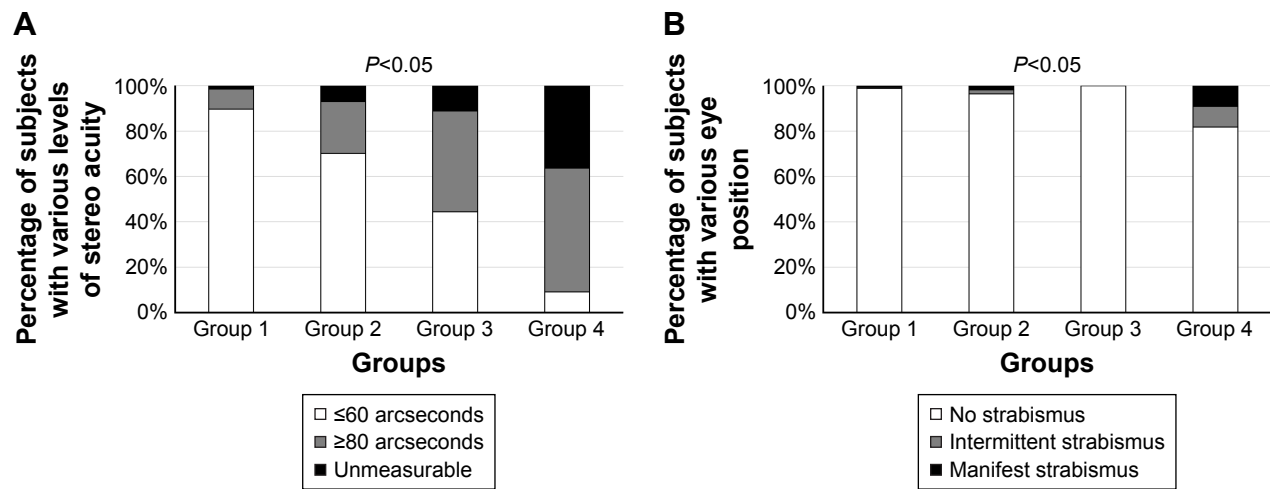 A
Percentage of subjects
with various levels
of stereo acuity
P<0.05
100%
80%
60%
40%
20%
0%
Group 1 Group 2 Group 3 Group 4
Groups
≤60 arcseconds
≥80 arcseconds
Unmeasurable
B
Percentage of subjects
with various eye
position
P<0.05
100%
80%
60%
40%
20%
0%
Group 1 Group 2 Group 3 Group 4
Groups
No strabismus
Intermittent strabismus
Manifest strabismus